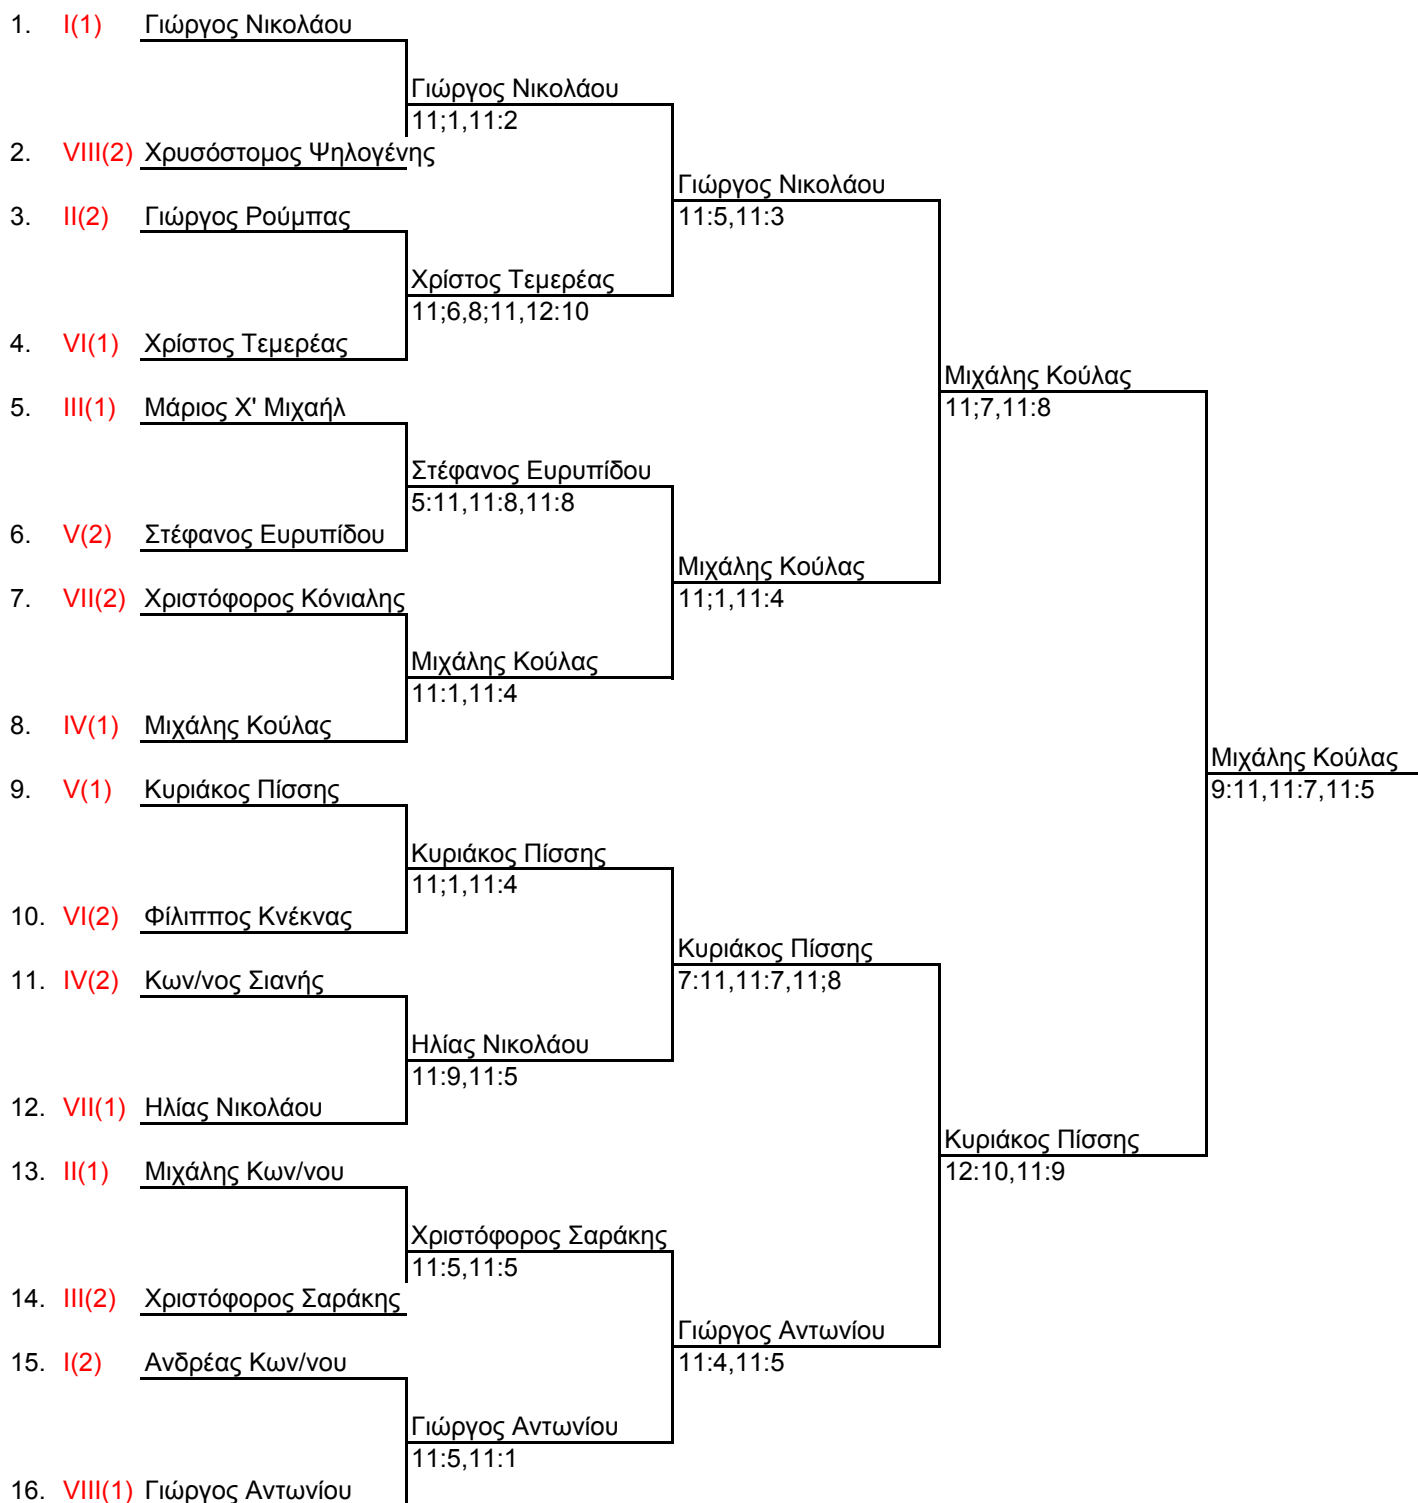 1. I(1) Γιώργος Νικολάου
Γιώργος Νικολάου
11;1,11:2
2. VIII(2) Χρυσόστομος Ψηλογένης
Γιώργος Νικολάου
3. II(2) Γιώργος Ρούμπας
11:5,11:3
Χρίστος Τεμερέας
11;6,8;11,12:10
4. VI(1) Χρίστος Τεμερέας
Μιχάλης Κούλας
5. III(1) Μάριος Χ' Μιχαήλ
11;7,11:8
Στέφανος Ευρυπίδου
5:11,11:8,11:8
6. V(2) Στέφανος Ευρυπίδου
Μιχάλης Κούλας
7. VII(2) Χριστόφορος Κόνιαλης
11;1,11:4
Μιχάλης Κούλας
11:1,11:4
8. IV(1) Μιχάλης Κούλας
Μιχάλης Κούλας
9. V(1) Κυριάκος Πίσσης
9:11,11:7,11:5
Κυριάκος Πίσσης
11;1,11:4
10. VI(2) Φίλιππος Κνέκνας
Κυριάκος Πίσσης
11. IV(2) Κων/νος Σιανής
7:11,11:7,11;8
Ηλίας Νικολάου
11:9,11:5
12. VII(1) Ηλίας Νικολάου
Κυριάκος Πίσσης
13. II(1) Μιχάλης Κων/νου
12:10,11:9
Χριστόφορος Σαράκης
11:5,11:5
14. III(2) Χριστόφορος Σαράκης
Γιώργος Αντωνίου
15. I(2) Ανδρέας Κων/νου
11:4,11:5
Γιώργος Αντωνίου
11:5,11:1
16. VIII(1) Γιώργος Αντωνίου